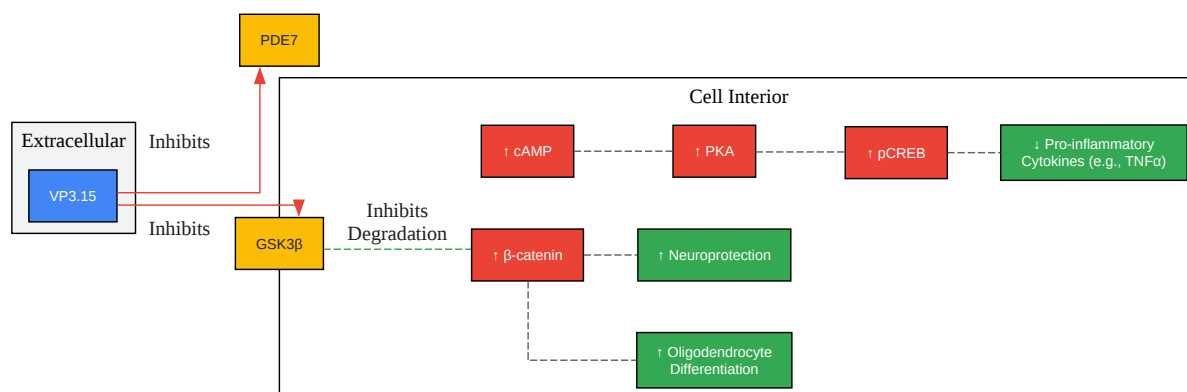 PDE7
Cell Interior
Extracellular
Inhibits
VP3.15
Inhibits
↑ cAMP
↑ PKA
↑ pCREB
↓ Pro-inflammatory
Cytokines (e.g., TNFα)
GSK3β
Inhibits
Degradation
↑ β-catenin
↑ Neuroprotection
↑ Oligodendrocyte
Differentiation